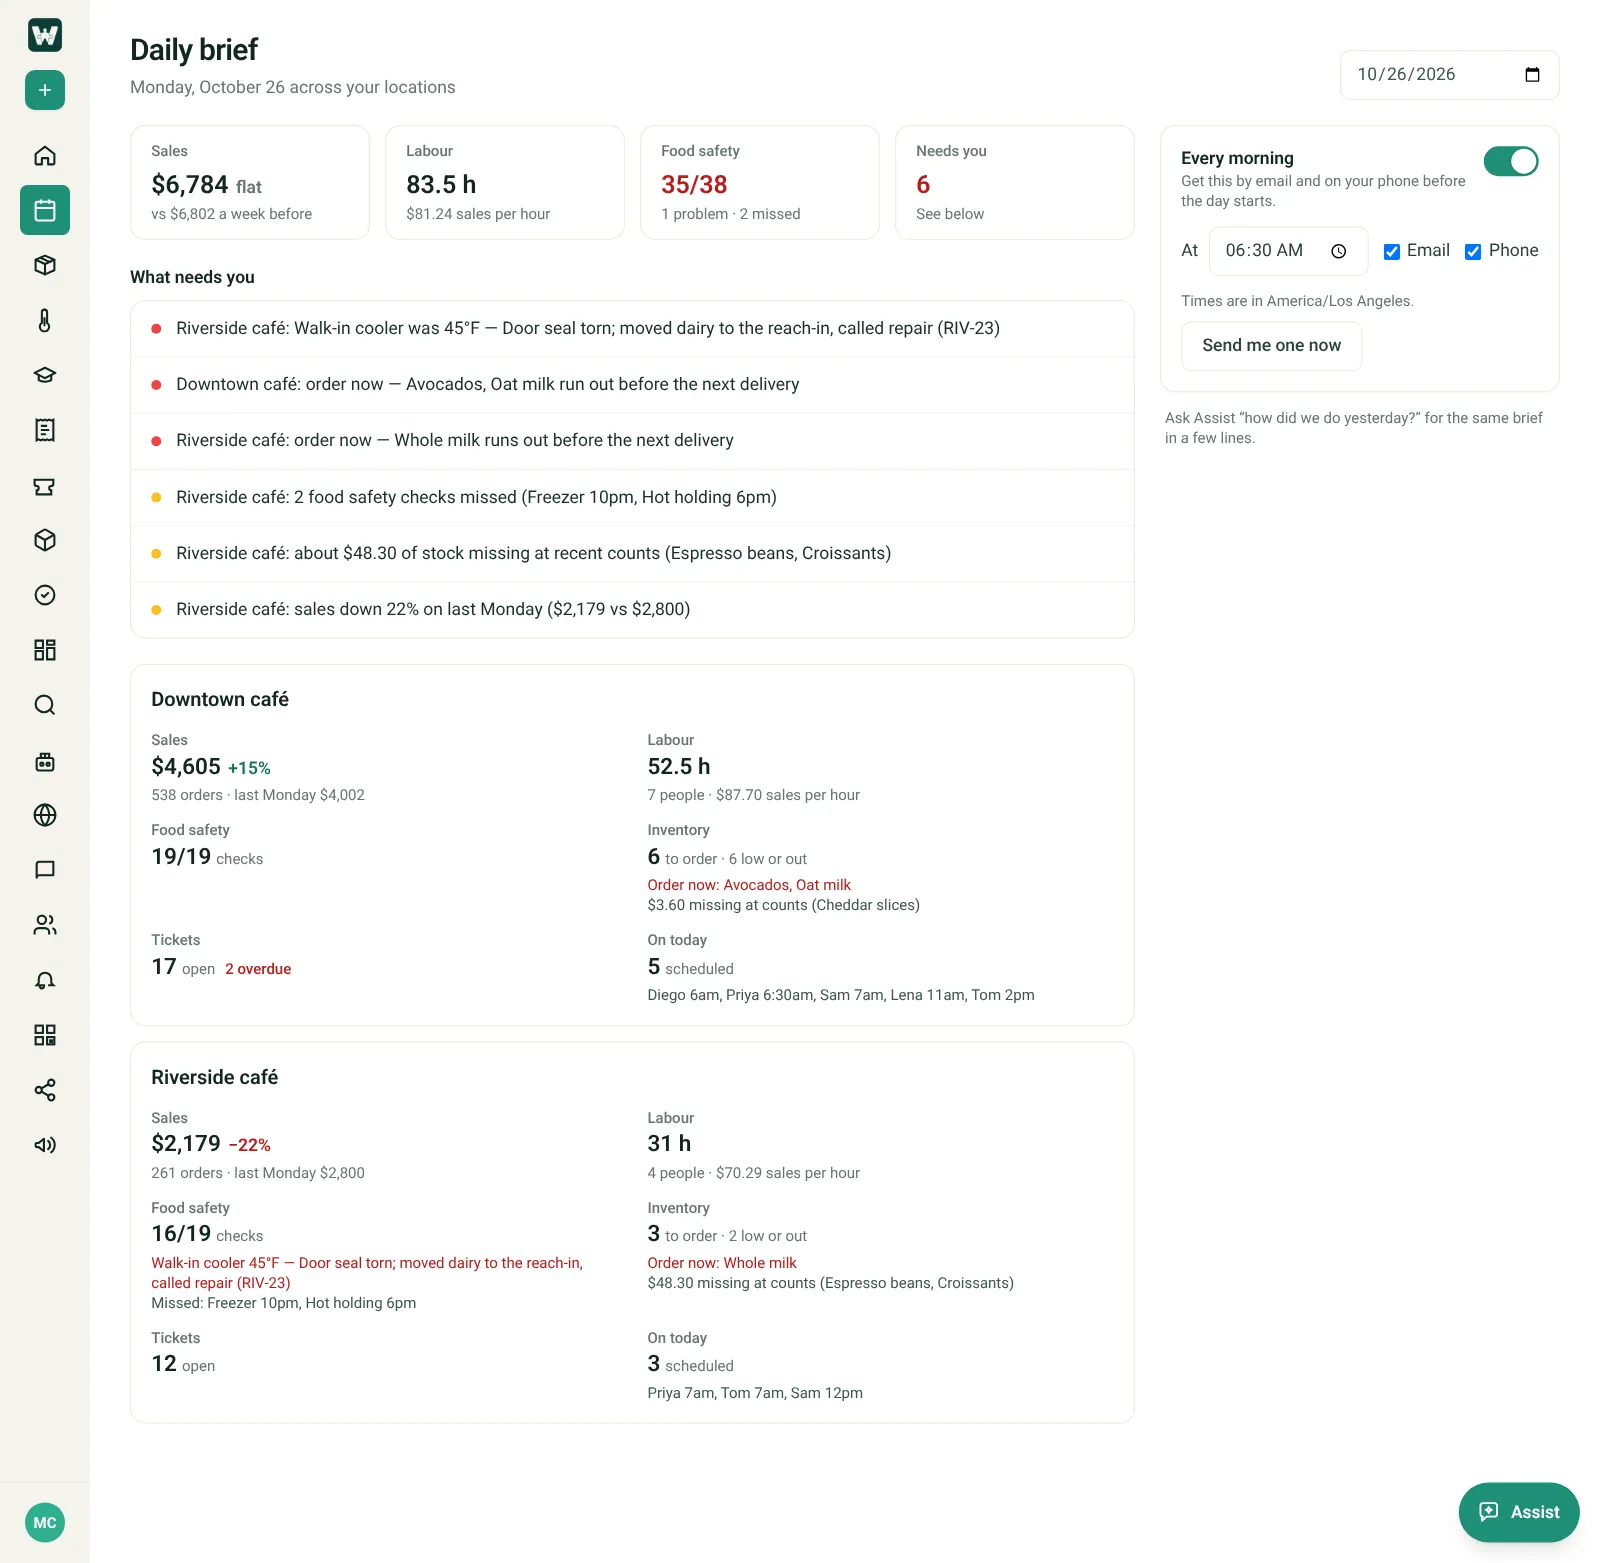 W
Daily brief
Monday, October 26 across your locations
10/26/2026
Sales
$6,784 flat
vs $6,802 a week before
Labour
83.5 h
$81.24 sales per hour
Food safety
35/38
1 problem · 2 missed
Needs you
6
See below
Every morning
Get this by email and on your phone before
the day starts.
At 06:30 AM Email Phone
Times are in America/Los Angeles.
Send me one now
Ask Assist “how did we do yesterday?” for the same brief
in a few lines.
What needs you
Riverside café: Walk-in cooler was 45°F — Door seal torn; moved dairy to the reach-in, called repair (RIV-23)
Downtown café: order now — Avocados, Oat milk run out before the next delivery
Riverside café: order now — Whole milk runs out before the next delivery
Riverside café: 2 food safety checks missed (Freezer 10pm, Hot holding 6pm)
Riverside café: about $48.30 of stock missing at recent counts (Espresso beans, Croissants)
Riverside café: sales down 22% on last Monday ($2,179 vs $2,800)
Downtown café
Sales
$4,605 +15%
538 orders · last Monday $4,002
Labour
52.5 h
7 people · $87.70 sales per hour
Food safety
19/19 checks
Inventory
6 to order · 6 low or out
Order now: Avocados, Oat milk
$3.60 missing at counts (Cheddar slices)
Tickets
17 open 2 overdue
On today
5 scheduled
Diego 6am, Priya 6:30am, Sam 7am, Lena 11am, Tom 2pm
Riverside café
Sales
$2,179 −22%
261 orders · last Monday $2,800
Labour
31 h
4 people · $70.29 sales per hour
Food safety
16/19 checks
Walk-in cooler 45°F — Door seal torn; moved dairy to the reach-in,
called repair (RIV-23)
Missed: Freezer 10pm, Hot holding 6pm
Inventory
3 to order · 2 low or out
Order now: Whole milk
$48.30 missing at counts (Espresso beans, Croissants)
Tickets
12 open
On today
3 scheduled
Priya 7am, Tom 7am, Sam 12pm
MC
Assist